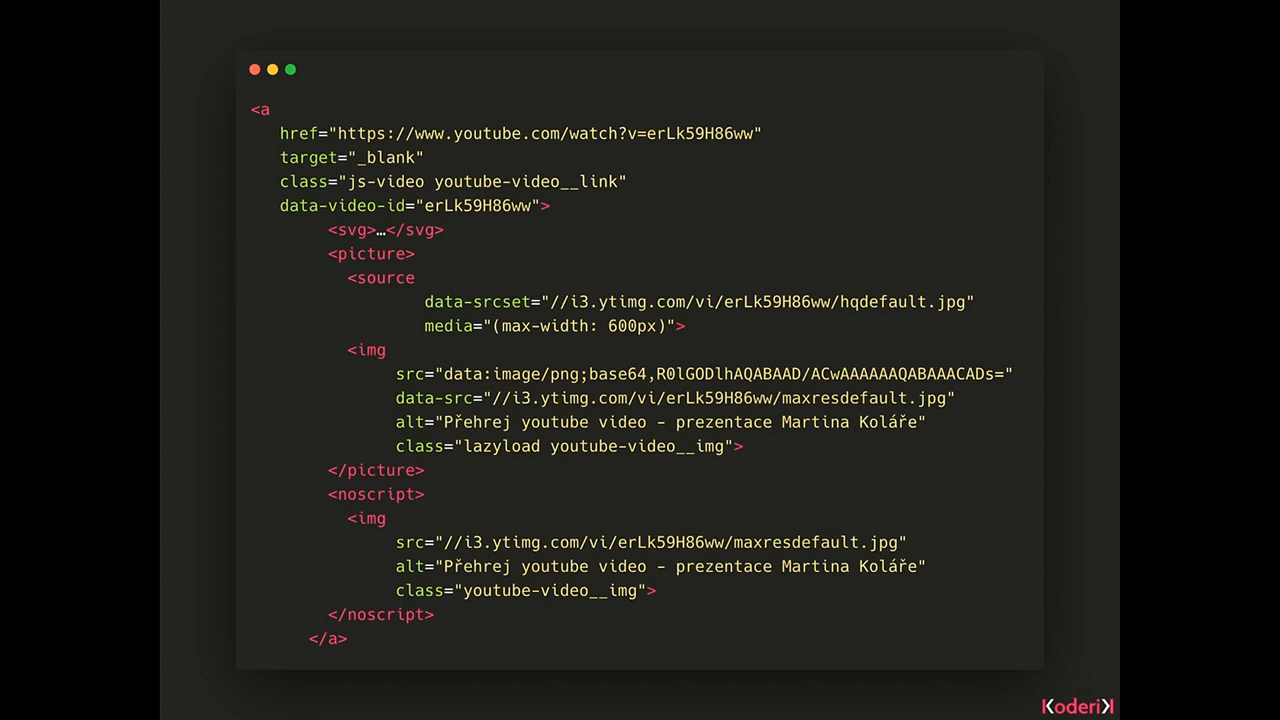 <a
href="https://www.youtube.com/watch?v=erLk59H86ww"
target="_blank"
class="js-video youtube-video__link"
data-video-id="erLk59H86ww">
<svg>…</svg>
<picture>
<source
data-srcset="//i3.ytimg.com/vi/erLk59H86ww/hqdefault.jpg"
media="(max-width: 600px)">
<img
src="data:image/png;base64,R0lGODlhAQABAAD/ACwAAAAAAQABAAACADs="
data-src="//i3.ytimg.com/vi/erLk59H86ww/maxresdefault.jpg"
alt="Přehrej youtube video - prezentace Martina Koláře"
class="lazyload youtube-video__img">
</picture>
<noscript>
<img
src="//i3.ytimg.com/vi/erLk59H86ww/maxresdefault.jpg"
alt="Přehrej youtube video - prezentace Martina Koláře"
class="youtube-video__img">
</noscript>
</a>
Koderik